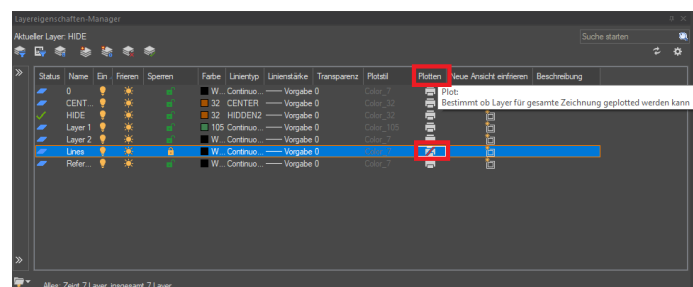 Layereigenschaften-Manager
Aktueller Layer: HIDE
Suche starten
Status Name Ein Frieren Sperren Farbe Linientyp Linienstärke Transparenz Plotstil Plotten Neue Ansicht einfrieren Beschreibung
0 W... Continuo... Vorgabe 0 Color_7
Plot:
CENT... 32 CENTER Vorgabe 0 Color_32
Bestimmt ob Layer für gesamte Zeichnung geplotted werden kann
HIDE 32 HIDDEN2 Vorgabe 0 Color_32
Layer 1 105 Continuo... Vorgabe 0 Color_105
Layer 2 W... Continuo... Vorgabe 0 Color_7
Lines W... Continuo... Vorgabe 0
Refer... W... Continuo... Vorgabe 0 Color_7
Alles: Zeigt 7 Layer, insgesamt 7 Layer